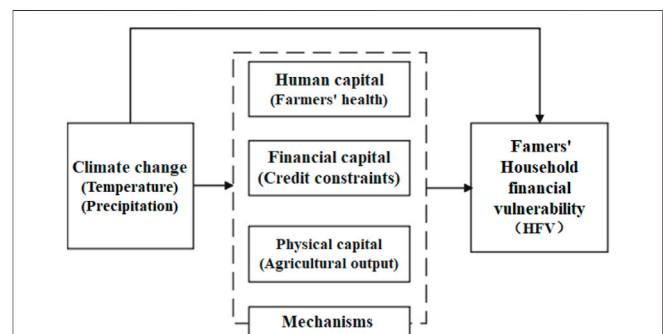 Climate change
(Temperature)
(Precipitation)
Human capital
(Farmers' health)
Financial capital
(Credit constraints)
Physical capital
(Agricultural output)
Mechanisms
Famers'
Household
financial
vulnerability
（HFV）